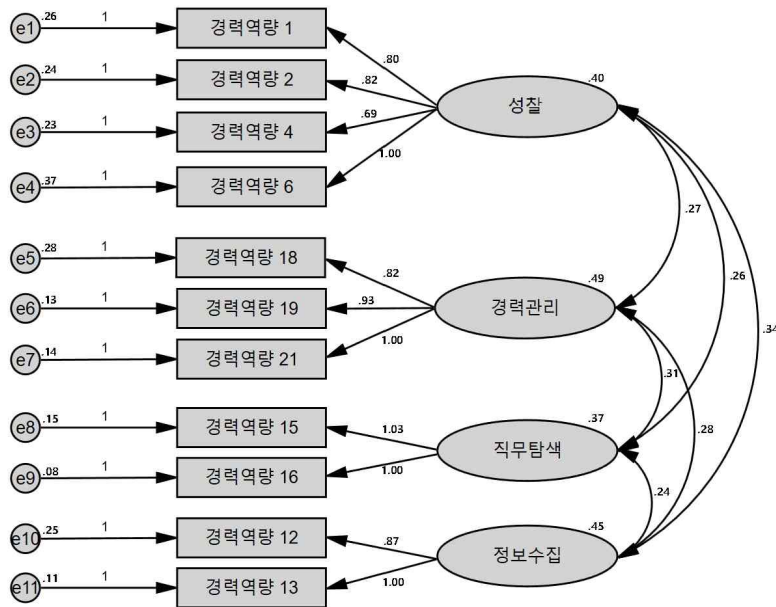 e1 .26 1 경력역량 1
e2 .24 1 경력역량 2
e3 .23 1 경력역량 4
e4 .37 1 경력역량 6
.80
.82
.69
1.00
성찰 .40
e5 .28 1 경력역량 18
e6 .13 1 경력역량 19
e7 .14 1 경력역량 21
.82
.93
1.00
경력관리 .49
e8 .15 1 경력역량 15
e9 .08 1 경력역량 16
1.03
1.00
직무탐색 .37
e10 .25 1 경력역량 12
e11 .11 1 경력역량 13
.87
1.00
정보수집 .45
.27
.26
.34
.31
.28
.24